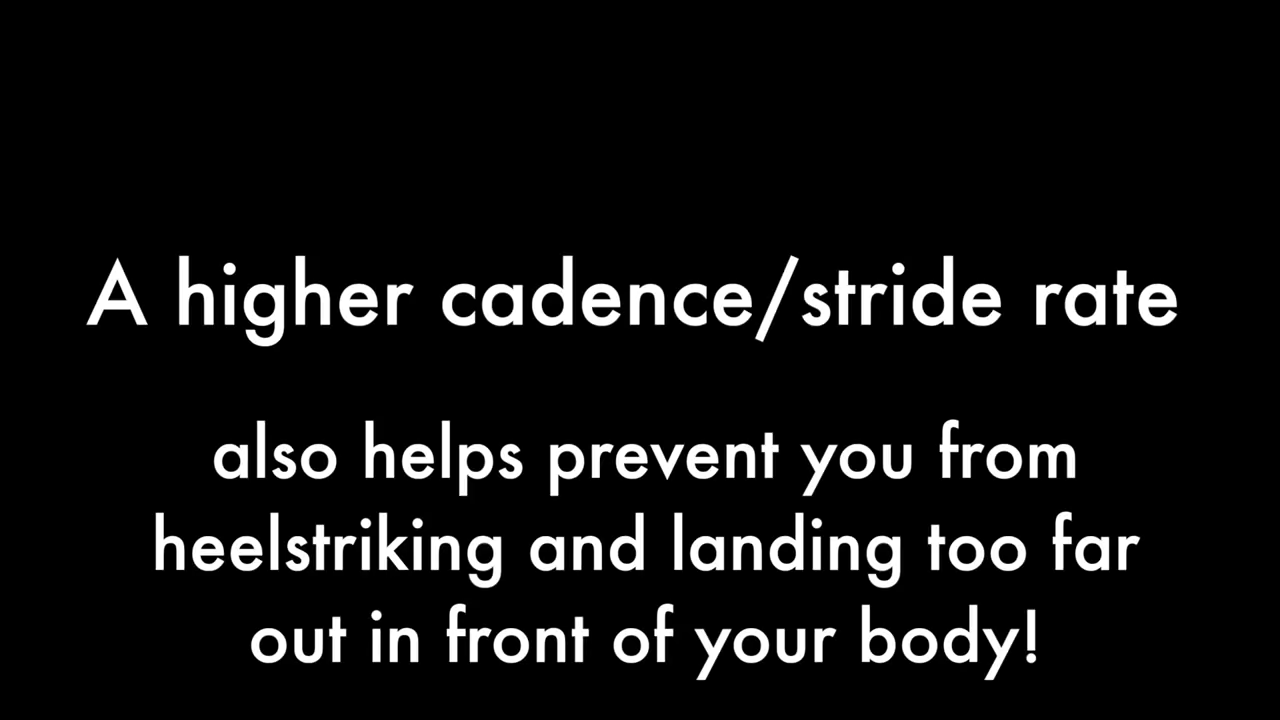 A higher cadence/stride rate
also helps prevent you from
heelstriking and landing too far
out in front of your body!